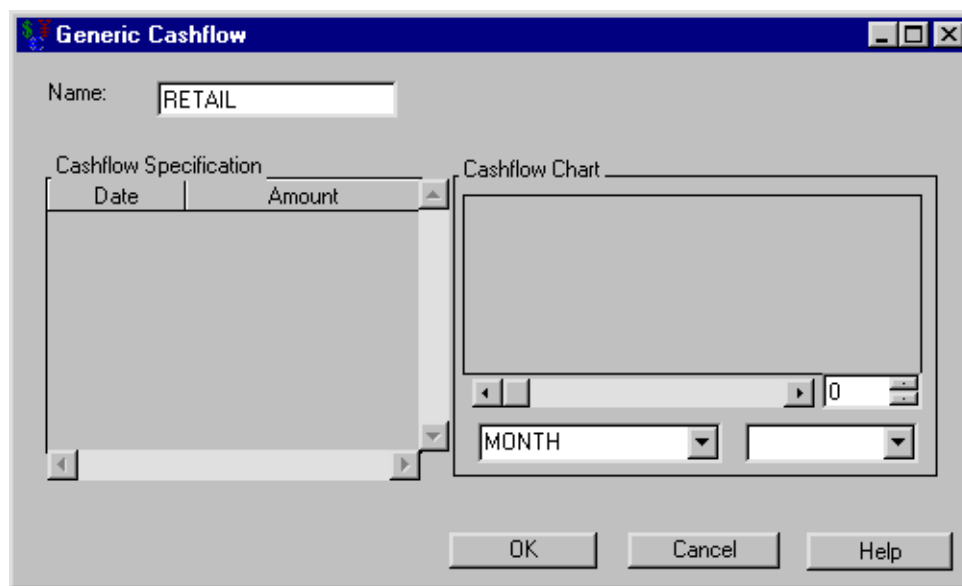 Generic Cashflow
Name: RETAIL
Cashflow Specification
Date Amount
Cashflow Chart
0
MONTH
OK Cancel Help